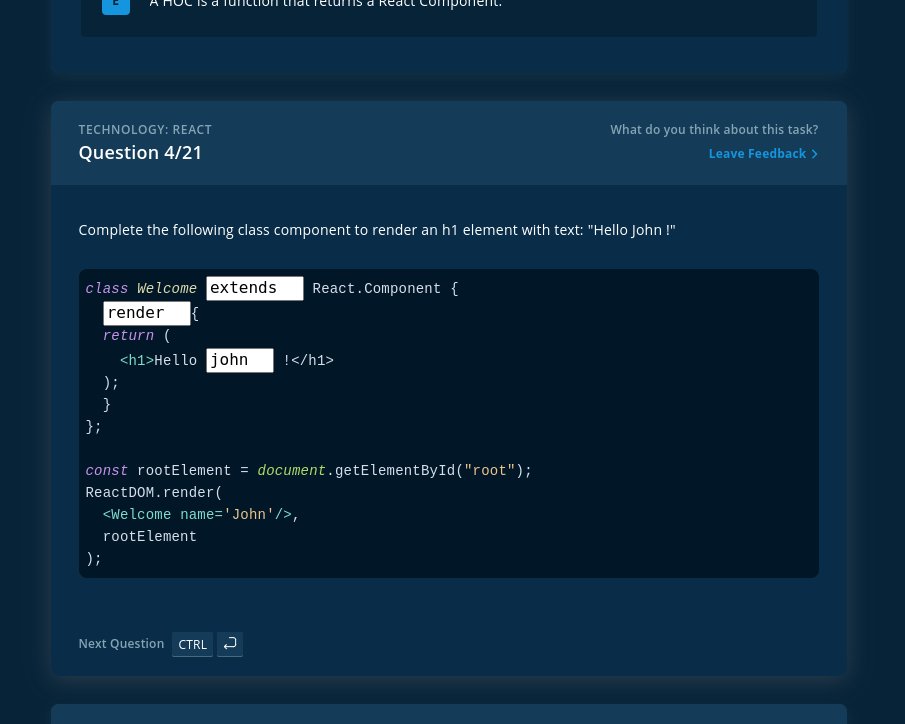 E A HOC is a function that returns a React Component.
TECHNOLOGY: REACT What do you think about this task?
Question 4/21 Leave Feedback >
Complete the following class component to render an h1 element with text: "Hello John !"
class Welcome extends React.Component {
render {
return (
<h1>Hello john !</h1>
);
}
};
const rootElement = document.getElementById("root");
ReactDOM.render(
<Welcome name='John'/>,
rootElement
);
Next Question CTRL